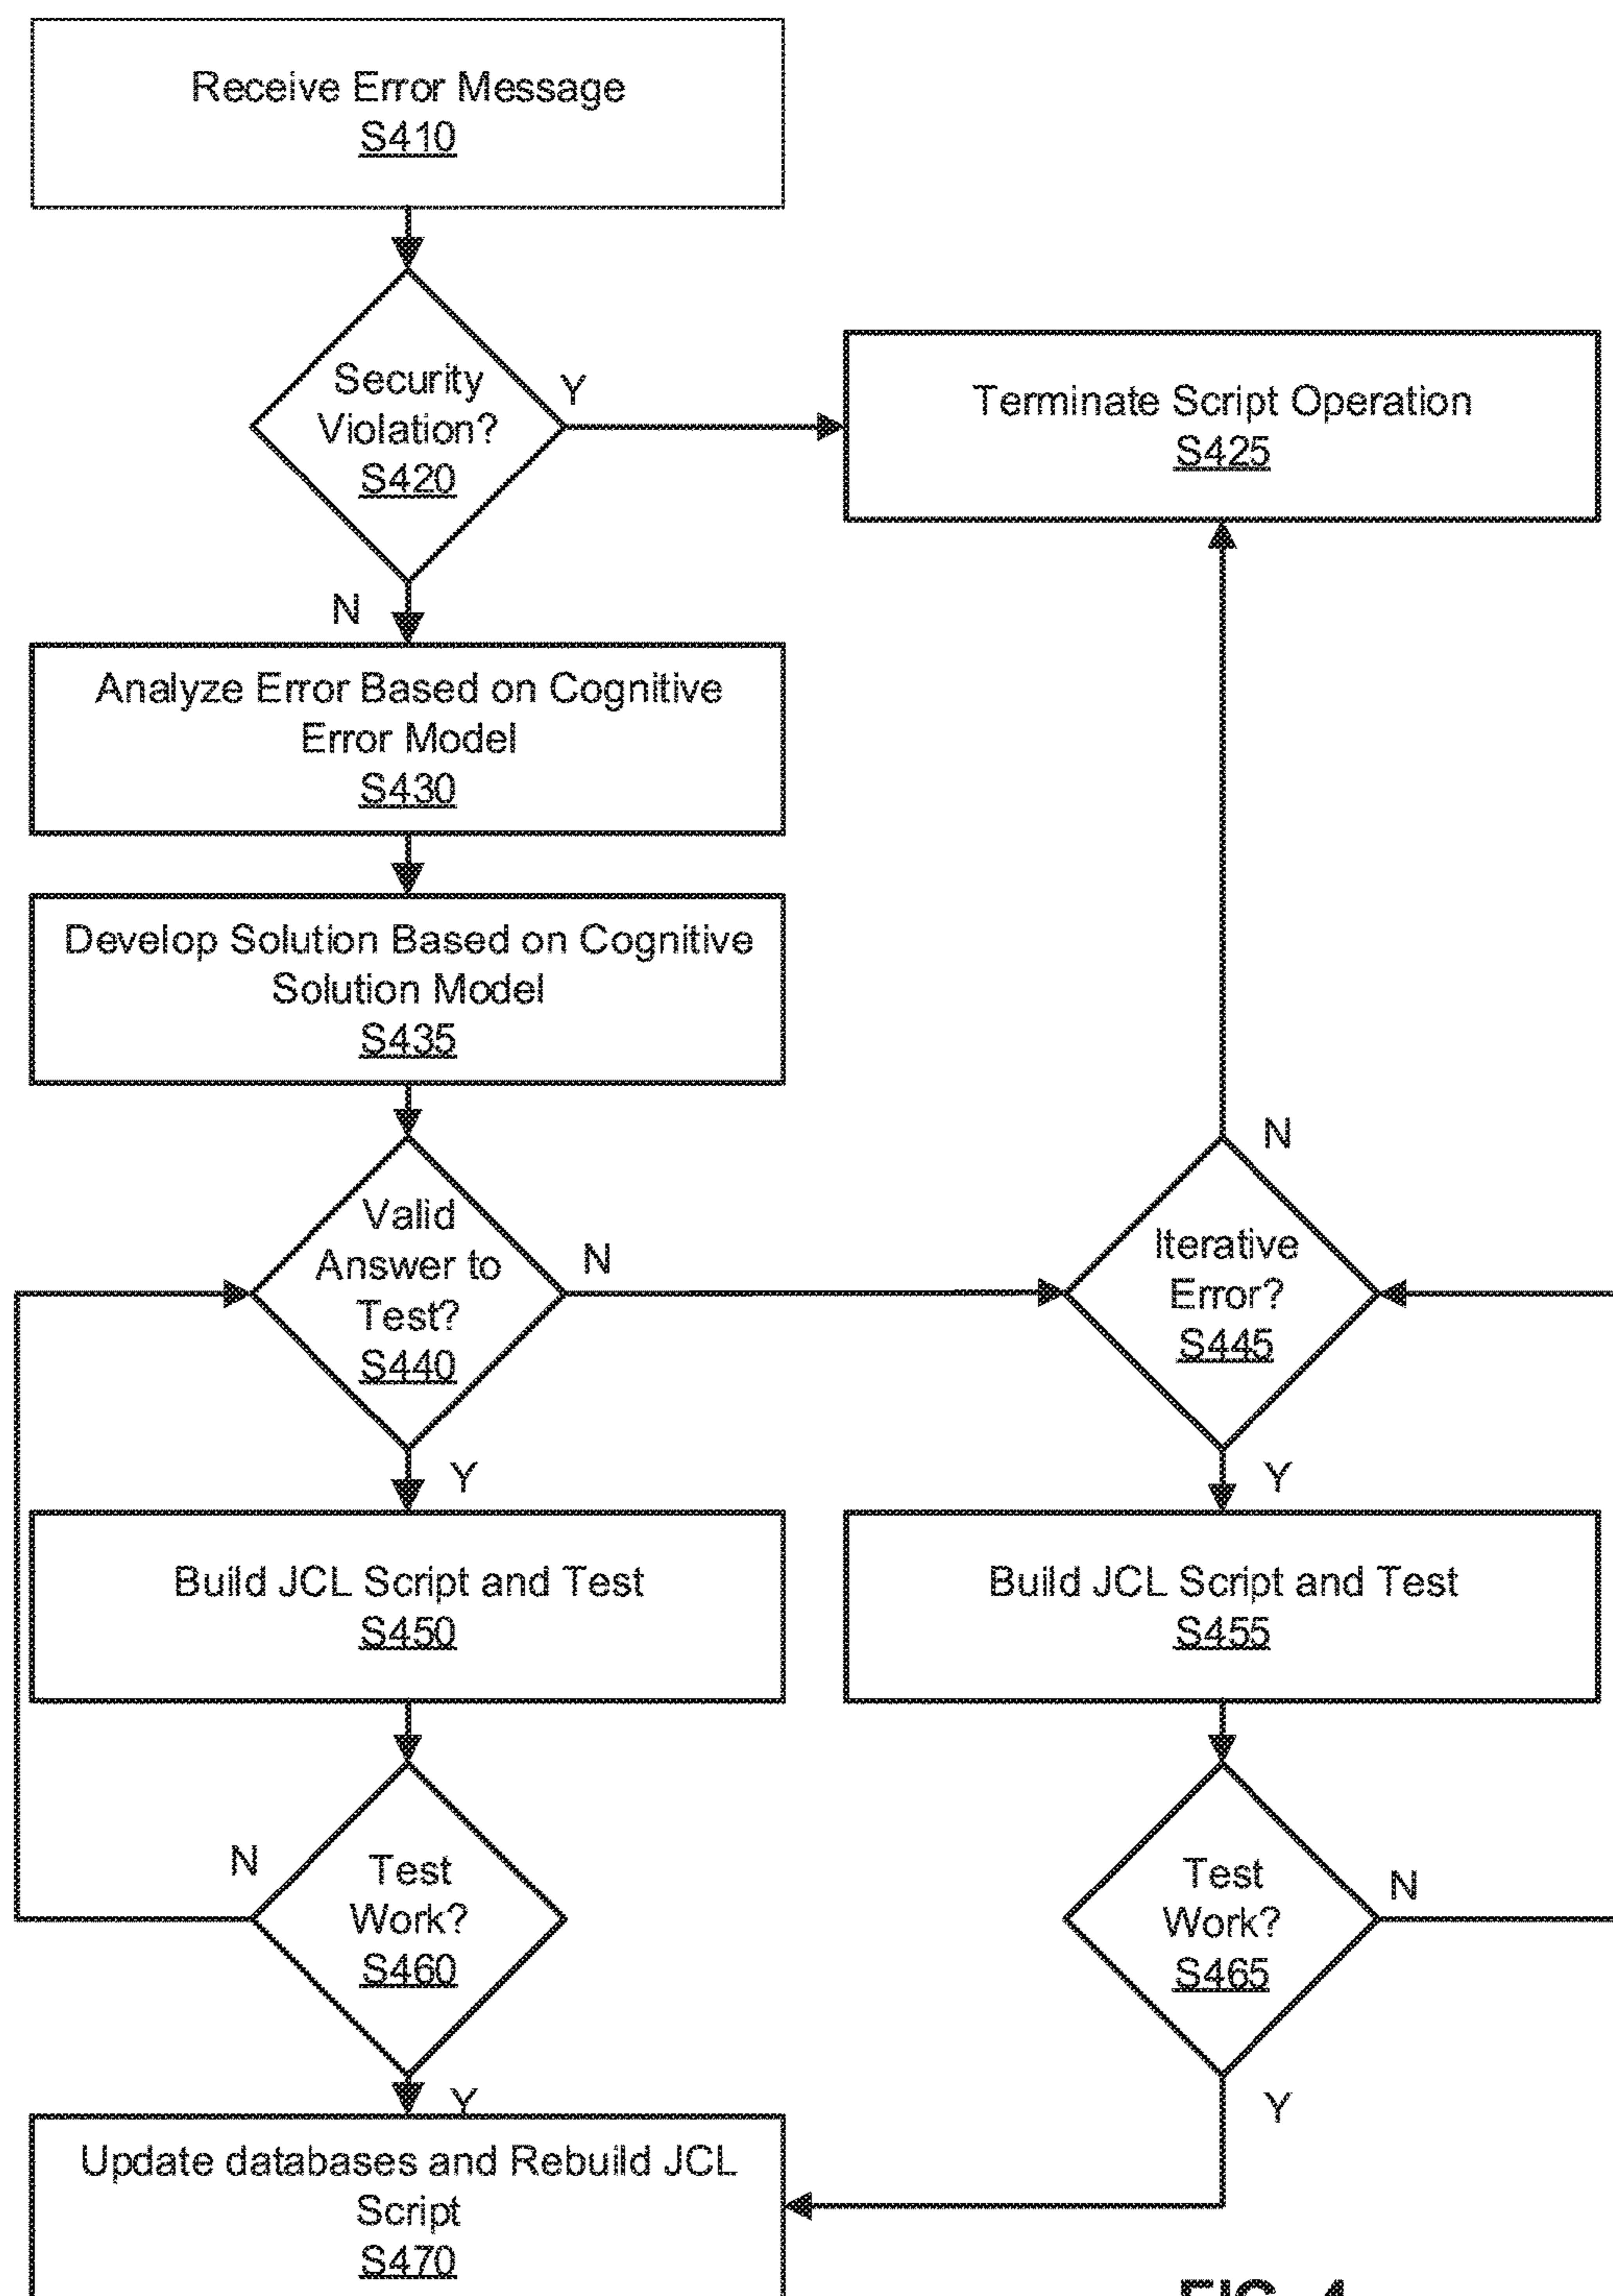 Receive Error Message
S410
Security
Violation?
S420
Y
N
Terminate Script Operation
S425
Analyze Error Based on Cognitive
Error Model
S430
Develop Solution Based on Cognitive
Solution Model
S435
Valid
Answer to
Test?
S440
N
Y
Iterative
Error?
S445
N
Y
Build JCL Script and Test
S450
Build JCL Script and Test
S455
Test
Work?
S460
N
Y
Test
Work?
S465
N
Y
Update databases and Rebuild JCL
Script
S470